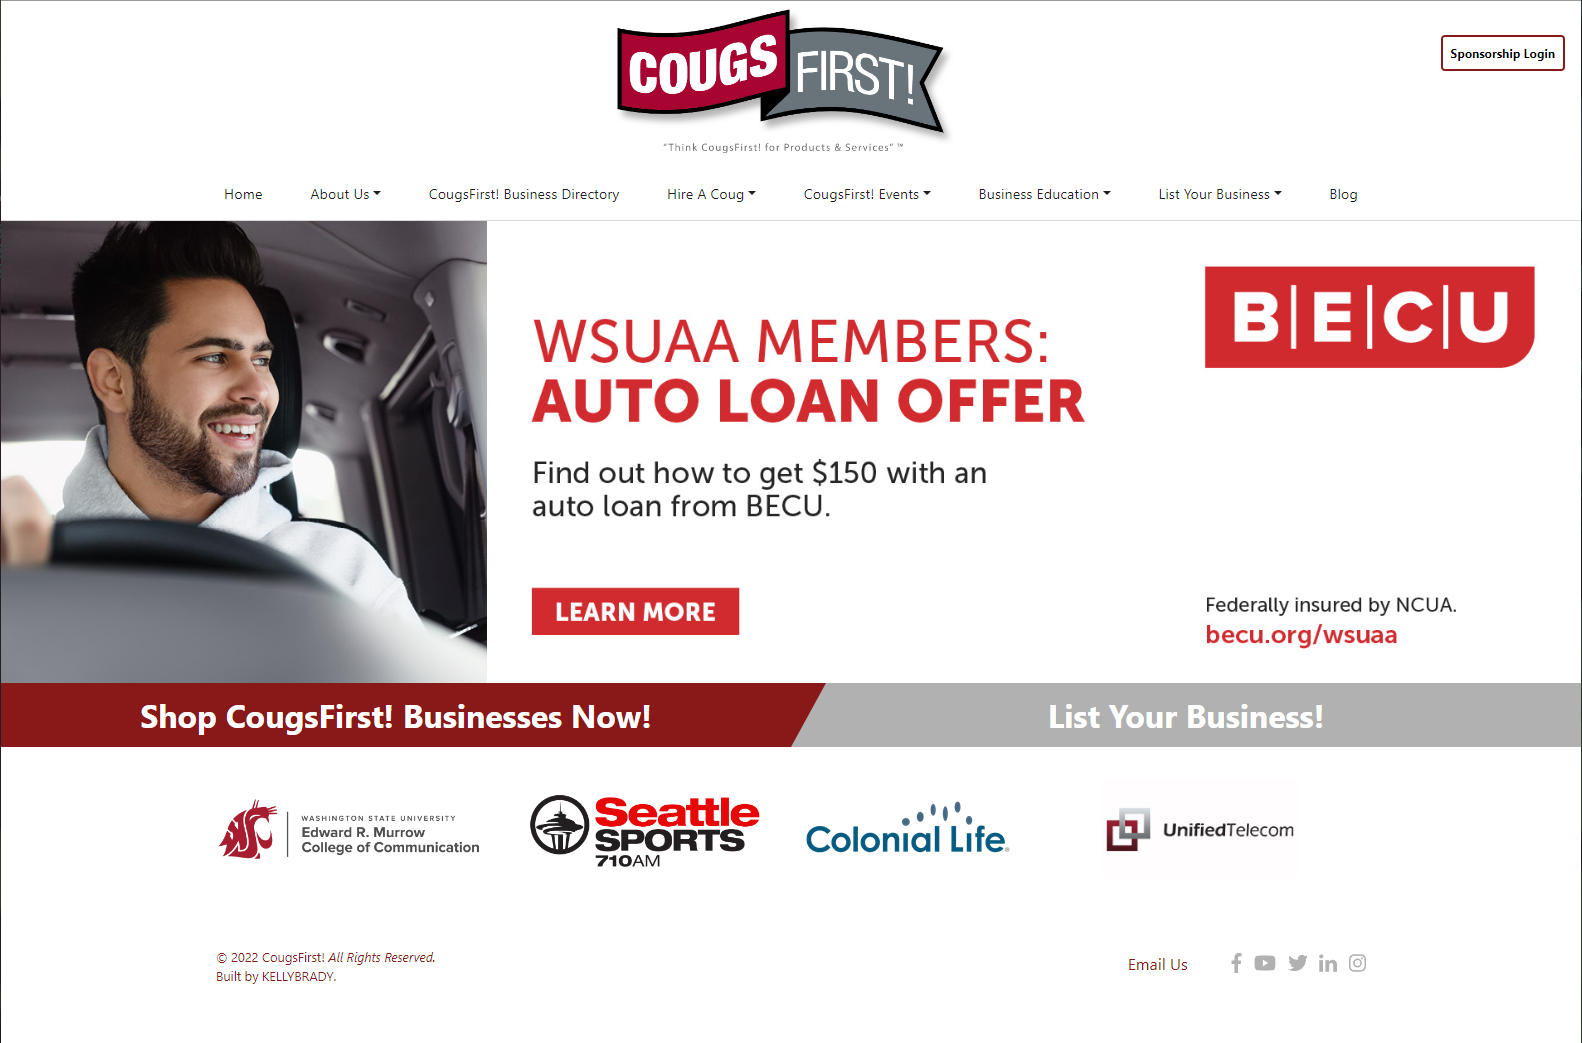 COUGS FIRST!
"Think CougsFirst! for Products & Services" ™
Sponsorship Login
Home About Us CougsFirst! Business Directory Hire A Coug CougsFirst! Events Business Education List Your Business Blog
WSUAA MEMBERS:
AUTO LOAN OFFER
Find out how to get $150 with an
auto loan from BECU.
LEARN MORE
B|E|C|U
Federally insured by NCUA.
becu.org/wsuaa
Shop CougsFirst! Businesses Now!
List Your Business!
WASHINGTON STATE UNIVERSITY
Edward R. Murrow
College of Communication
Seattle
SPORTS
710AM
Colonial Life®
UnifiedTelecom
© 2022 CougsFirst! All Rights Reserved.
Built by KELLYBRADY.
Email Us